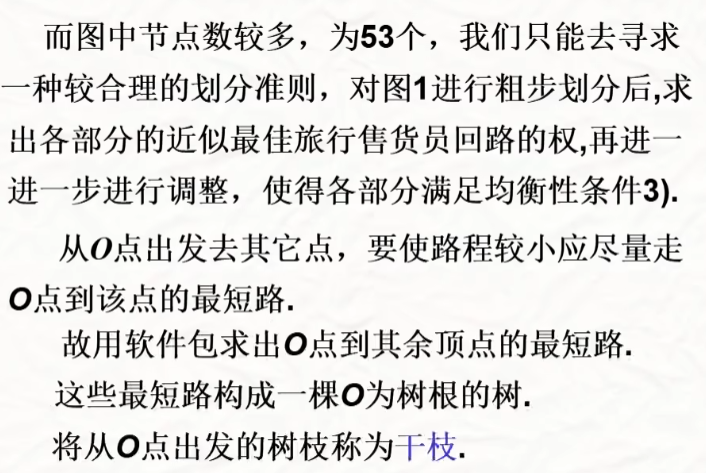 而图中节点数较多，为53个，我们只能去寻求
一种较合理的划分准则，对图1进行粗步划分后,求
出各部分的近似最佳旅行售货员回路的权,再进一
进一步进行调整，使得各部分满足均衡性条件3).
从O点出发去其它点，要使路程较小应尽量走
O点到该点的最短路.
故用软件包求出O点到其余顶点的最短路.
这些最短路构成一棵O为树根的树.
将从O点出发的树枝称为干枝.